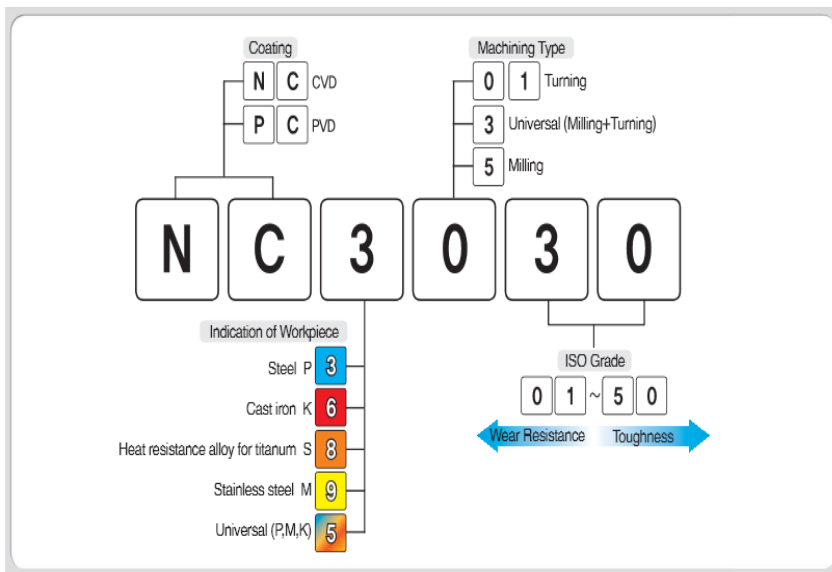 Coating
N C CVD
P C PVD
Machining Type
0 1 Turning
3 Universal (Milling+Turning)
5 Milling
N C 3 0 3 0
Indication of Workpiece
Steel P 3
Cast iron K 6
Heat resistance alloy for titanum S 8
Stainless steel M 9
Universal (P,M,K) 5
ISO Grade
0 1 ~ 5 0
Wear Resistance Toughness